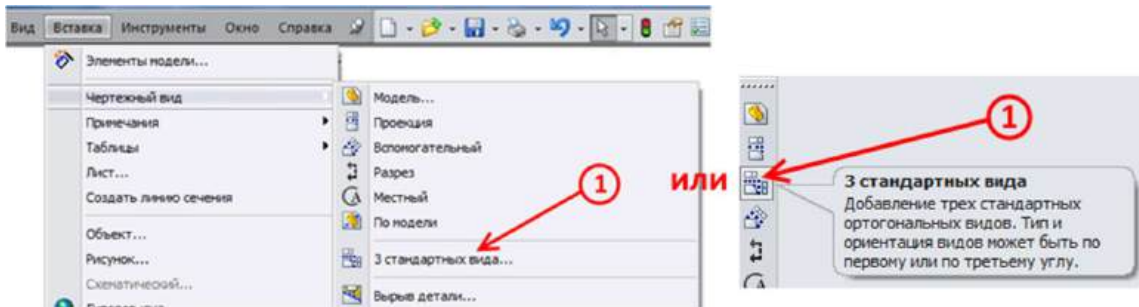 Вид Вставка Инструменты Окно Справка
Элементы модели...
Чертежный вид
Примечания
Таблицы
Лист...
Создать линию сечения
Объект...
Рисунок...
Схематический...
Модель...
Проекция
Вспомогательный
Разрез
Местный
По модели
3 стандартных вида...
Вырыв детали...
1
или
1
3 стандартных вида
Добавление трех стандартных
ортогональных видов. Тип и
ориентация видов может быть по
первому или по третьему углу.